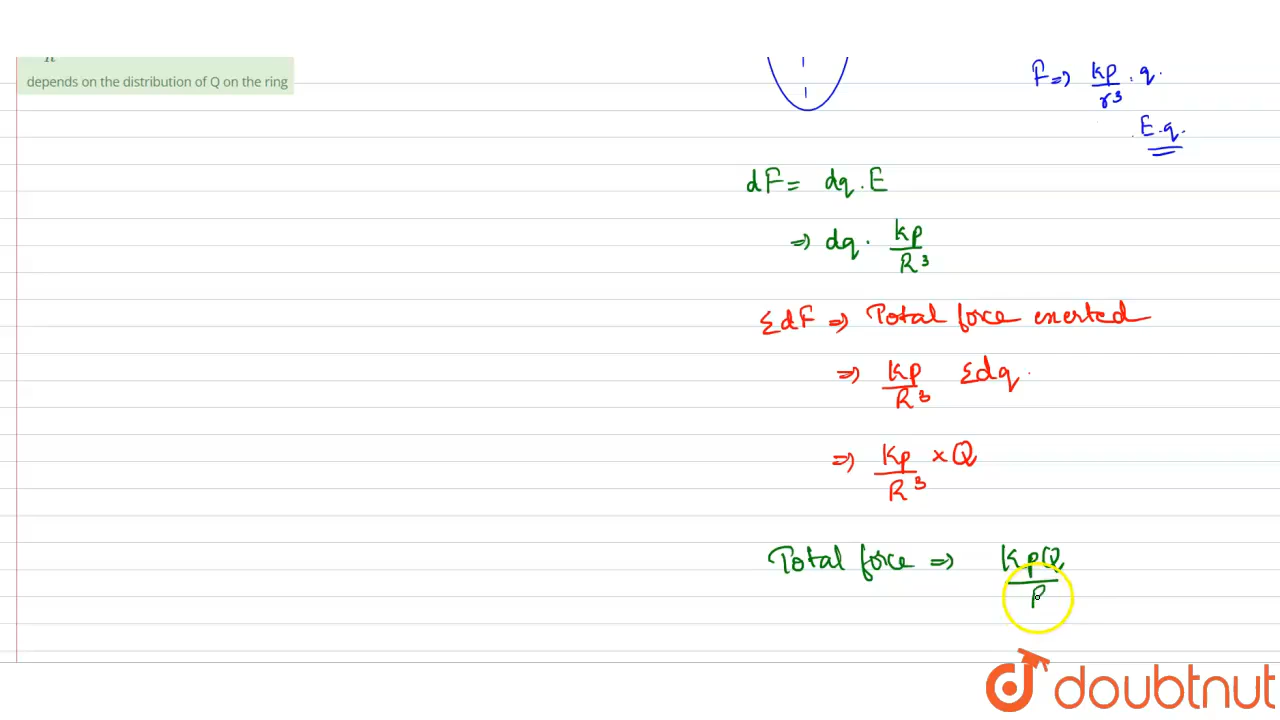 R
depends on the distribution of Q on the ring
F ⇒ kp/r³ · q.
E.q.
dF = dq . E
⇒ dq · kp/R³
ΣdF ⇒ Total force exerted
⇒ Kp/R³ Σdq .
⇒ Kp/R³ × Q
Total force ⇒ KpQ/R
doubtnut